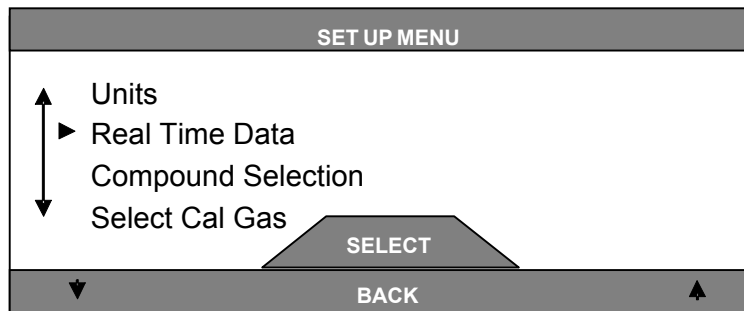 SET UP MENU
Units
Real Time Data
Compound Selection
Select Cal Gas
SELECT
BACK